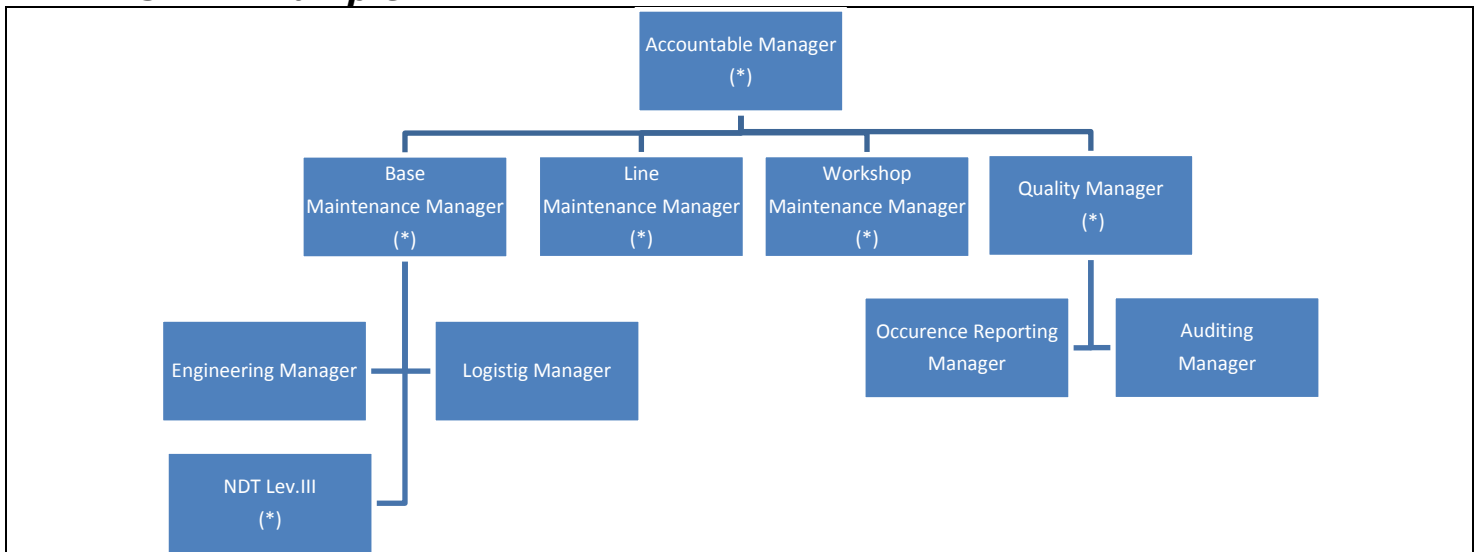 Accountable Manager
(*)
Base
Maintenance Manager
(*)
Line
Maintenance Manager
(*)
Workshop
Maintenance Manager
(*)
Quality Manager
(*)
Engineering Manager
Logistig Manager
Occurence Reporting
Manager
Auditing
Manager
NDT Lev.III
(*)